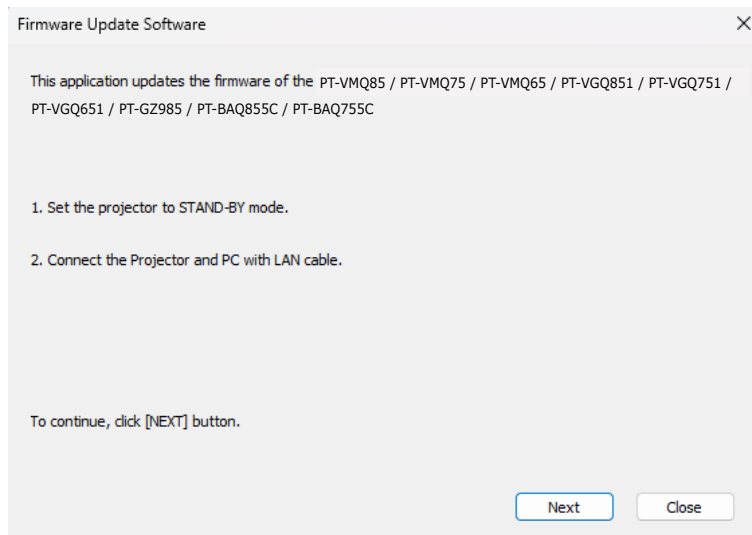 Firmware Update Software
This application updates the firmware of the PT-VMQ85 / PT-VMQ75 / PT-VMQ65 / PT-VGQ851 / PT-VGQ751 /
PT-VGQ651 / PT-GZ985 / PT-BAQ855C / PT-BAQ755C
1. Set the projector to STAND-BY mode.
2. Connect the Projector and PC with LAN cable.
To continue, click [NEXT] button.
Next Close